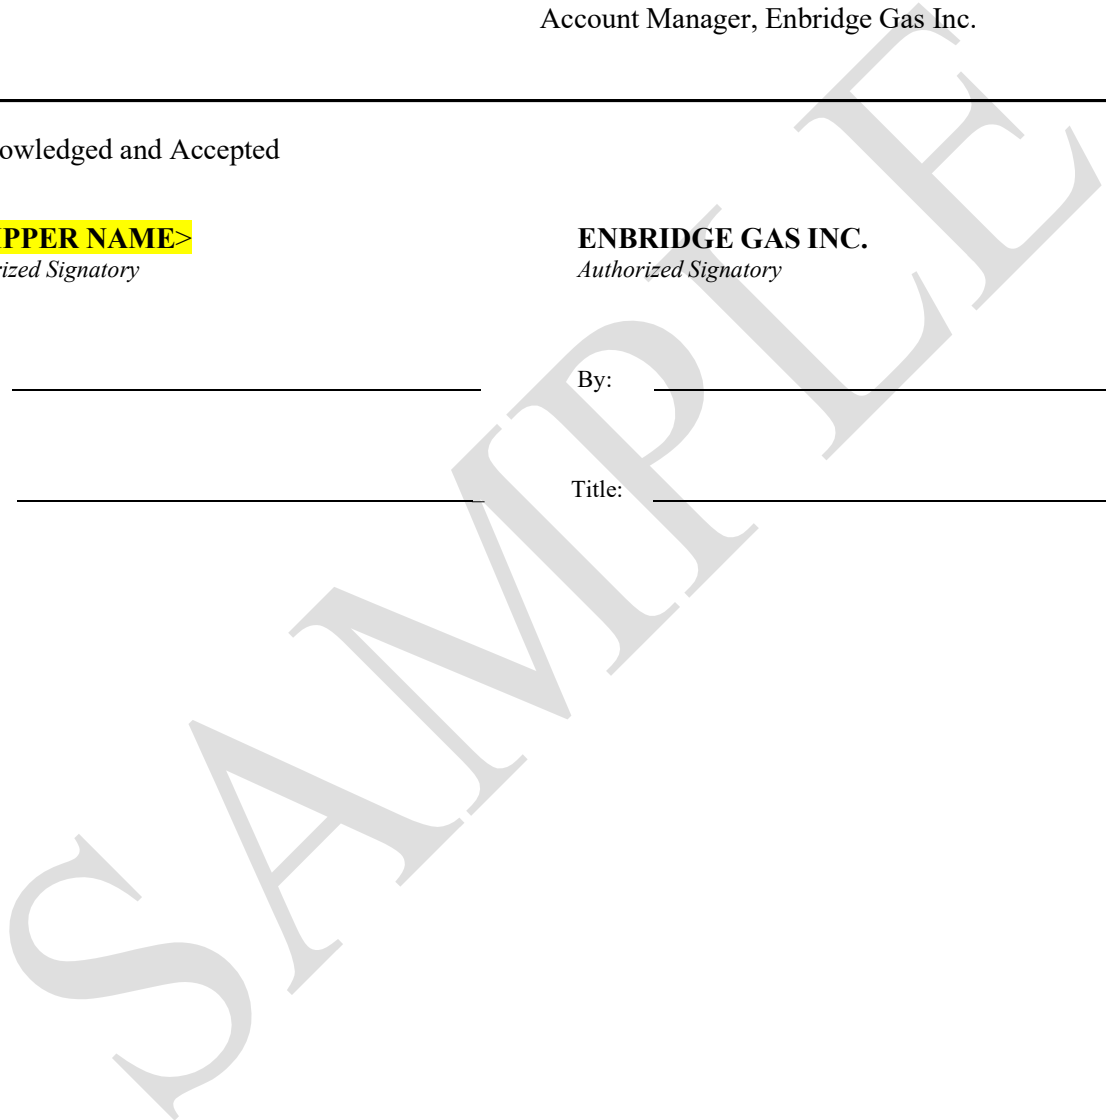 Account Manager, Enbridge Gas Inc.
owledged and Accepted
IPPER NAME>
ENBRIDGE GAS INC.
rized Signatory
Authorized Signatory
By:
Title:
SAMPLE